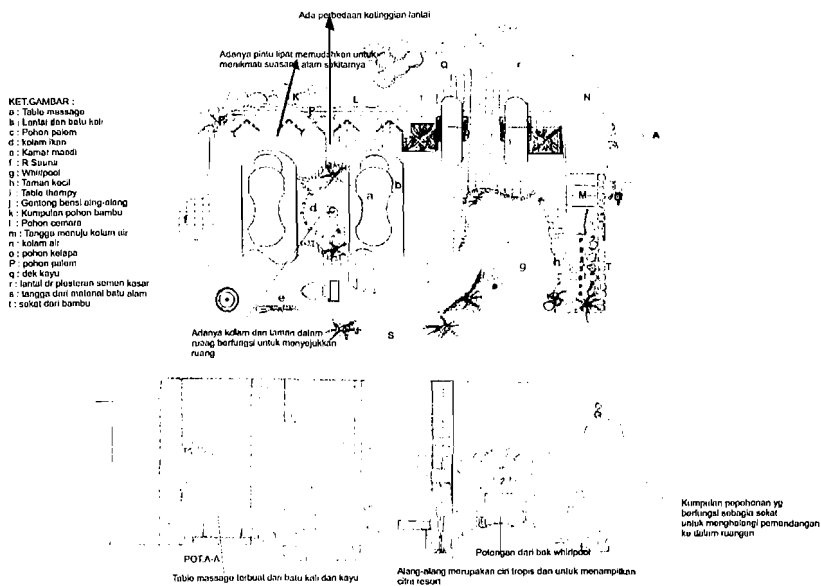 Ada perbedaan ketinggian lantai
Adanya pintu lipat memudahkan untuk
menikmati suasana alam sekitarnya
KET.GAMBAR :
a : Table massage
b : Lantai dan batu kali
c : Pohon palem
d : kolam ikan
e : Kamar mandi
f : R Sauna
g : Whirlpool
h : Taman kecil
i : Table thempy
j : Gentong berisi alng-alang
k : Kumpulan pohon bambu
l : Pohon cemara
m : Tangga menuju kolam air
n : kolam air
o : pohon kelapa
P : pohon palem
q : dek kayu
r : lantai dr plesteran semen kasar
s : tangga dari material batu alam
t : sekat dari bambu
q
r
K
L
N
P
A
a
b
c
d
M
f
g
h
T
e
S
Adanya kolam dan taman dalam
ruang berfungsi untuk menyejukkan
ruang
POT.A-A
Table massage terbuat dari batu kali dan kayu
Potongan dari bak whirlpool
Alang-alang merupakan ciri tropis dan untuk menampilkan
citra resort
Kumpulan pepohonan yg
berfungsi sebagia sekat
untuk menghalangi pemandangan
ke dalam ruangan